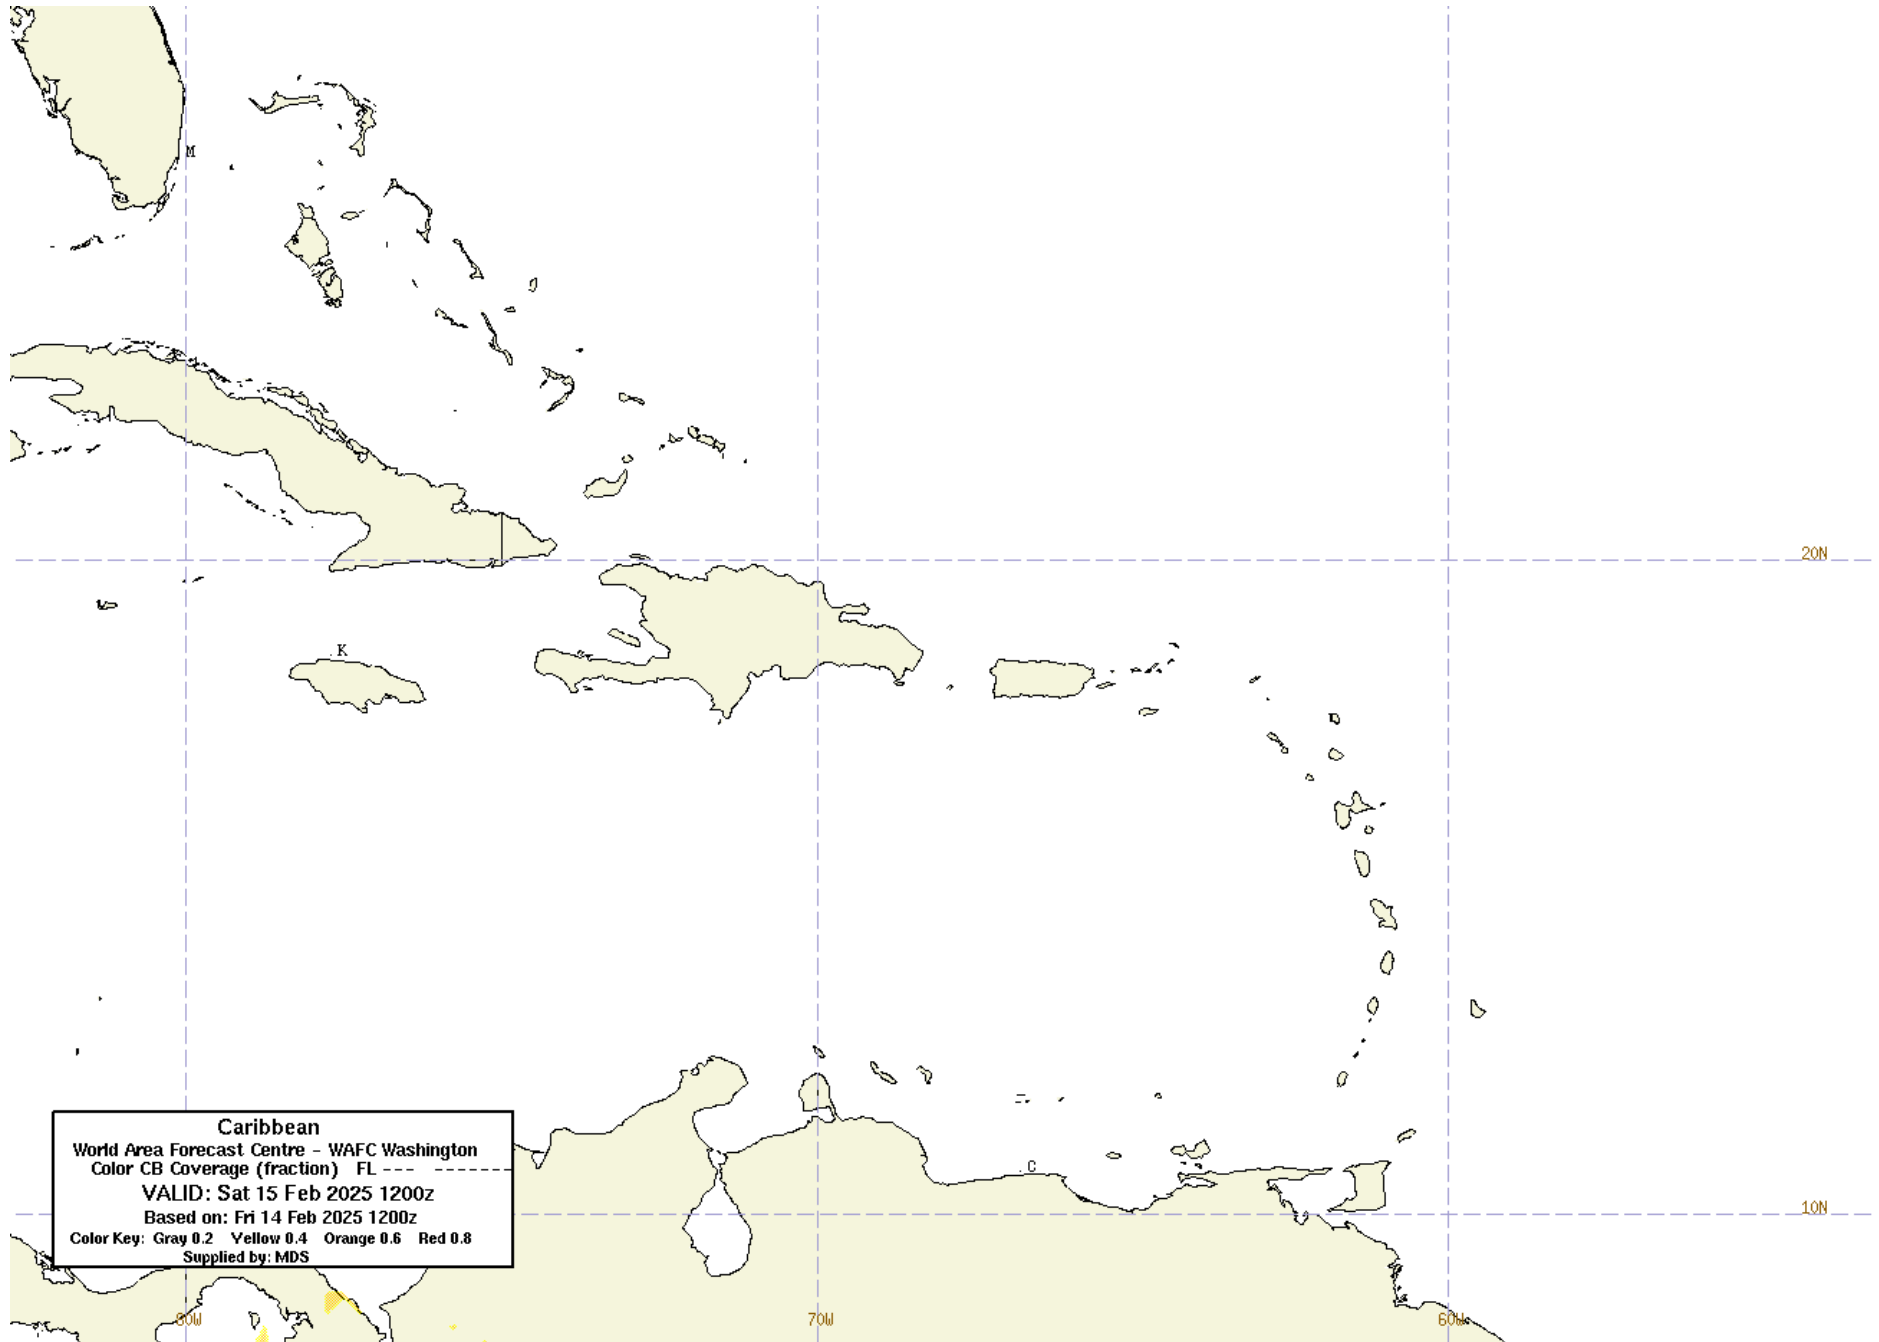 M
20N
K
C
10N
Caribbean
World Area Forecast Centre - WAFC Washington
Color CB Coverage (fraction) FL --- --------
VALID: Sat 15 Feb 2025 1200z
Based on: Fri 14 Feb 2025 1200z
Color Key: Gray 0.2 Yellow 0.4 Orange 0.6 Red 0.8
Supplied by: MDS
80W 70W 60W